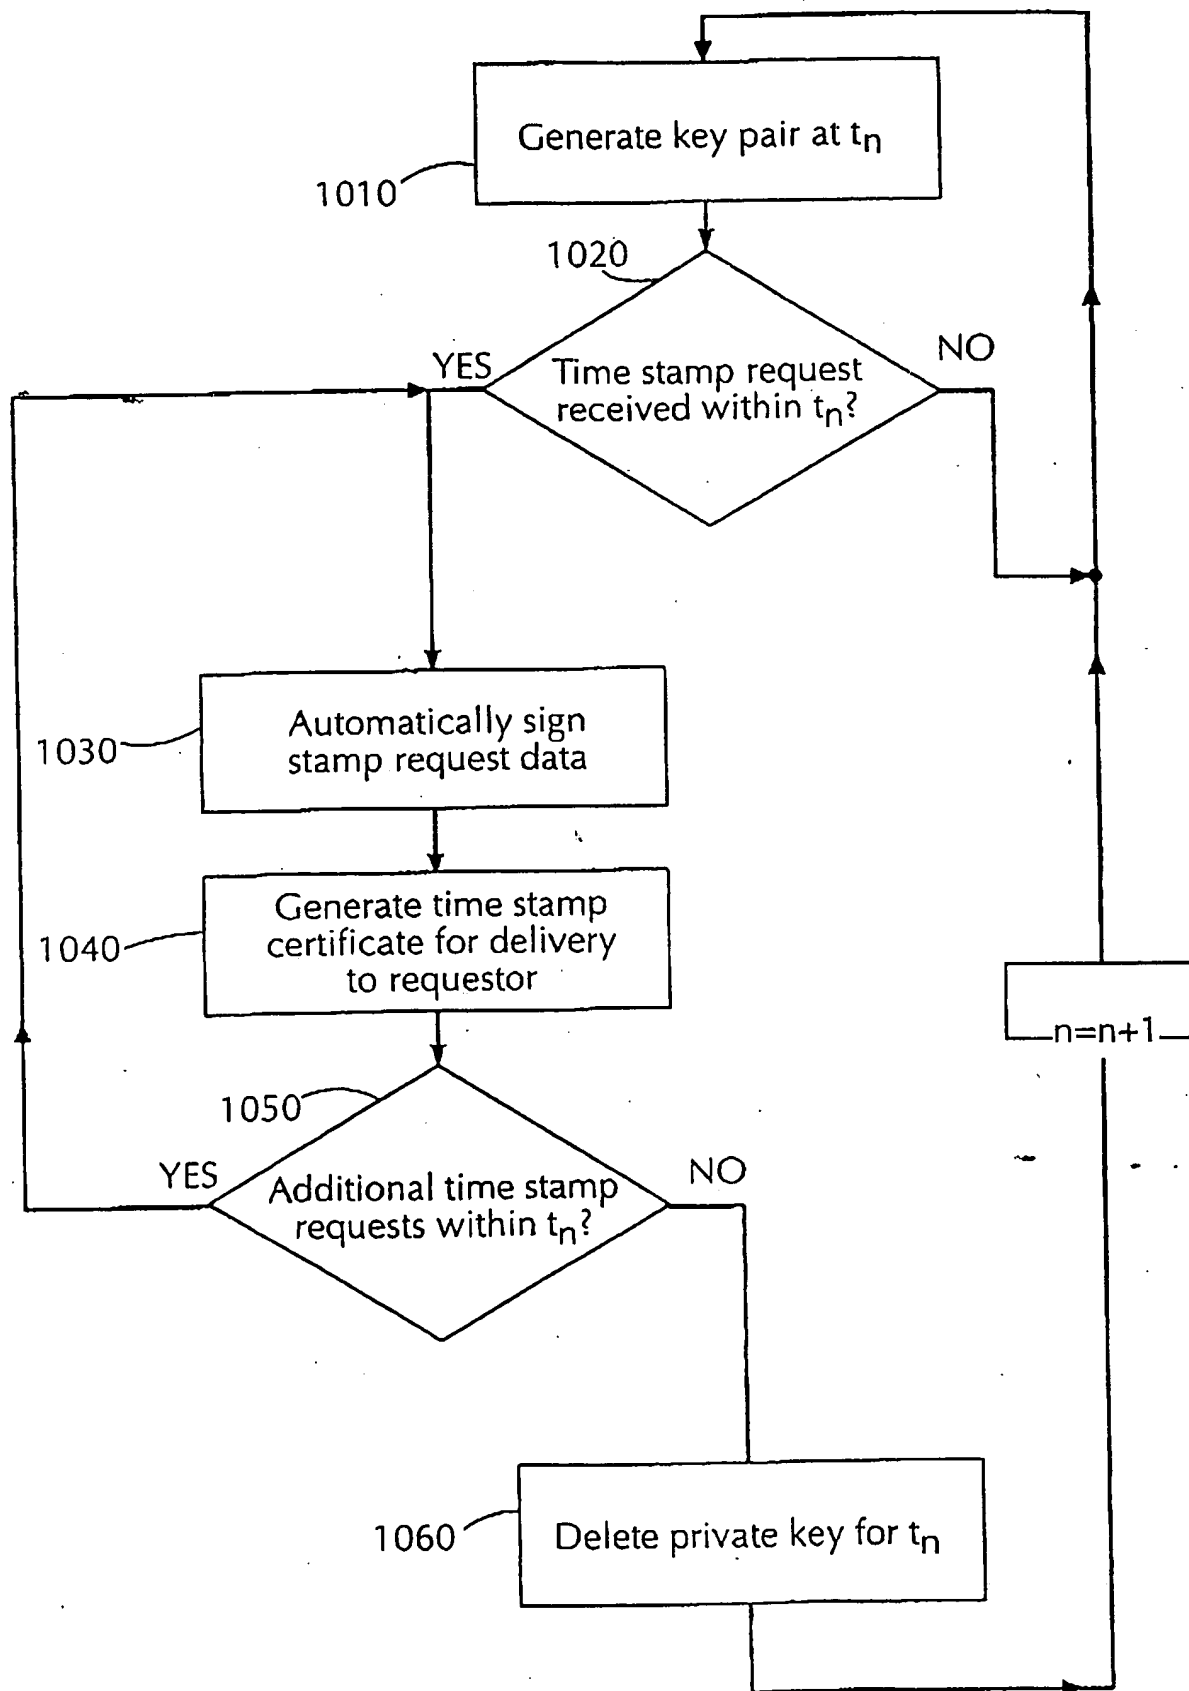 Generate key pair at tn
1010
1020
YES
NO
Time stamp request
received within tn?
Automatically sign
stamp request data
1030
Generate time stamp
certificate for delivery
to requestor
1040
n=n+1
1050
YES
NO
Additional time stamp
requests within tn?
1060
Delete private key for tn